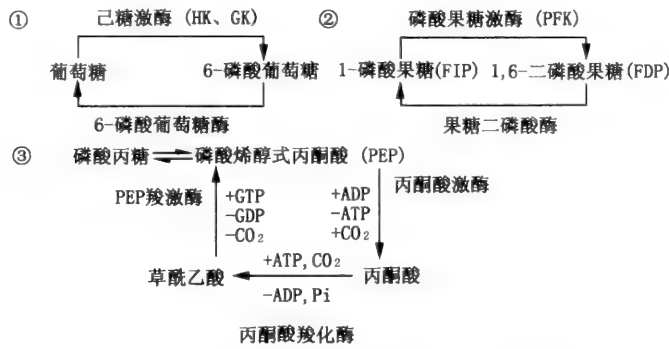 ① 己糖激酶 (HK、GK) ② 磷酸果糖激酶 (PFK)
葡萄糖 6-磷酸葡萄糖 1-磷酸果糖(FIP) 1,6-二磷酸果糖(FDP)
6-磷酸葡萄糖酶 果糖二磷酸酶
③ 磷酸丙糖 磷酸烯醇式丙酮酸 (PEP)
PEP羧激酶 +GTP +ADP 丙酮酸激酶
-GDP -ATP
-CO₂ +CO₂
+ATP,CO₂
草酰乙酸 丙酮酸
-ADP,Pi
丙酮酸羧化酶